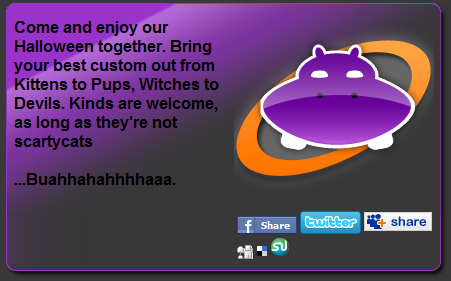 Come and enjoy our
Halloween together. Bring
your best custom out from
Kittens to Pups, Witches to
Devils. Kinds are welcome,
as long as they're not
scartycats
...Buahhahahhhhaaa.
f Share
twitter
share